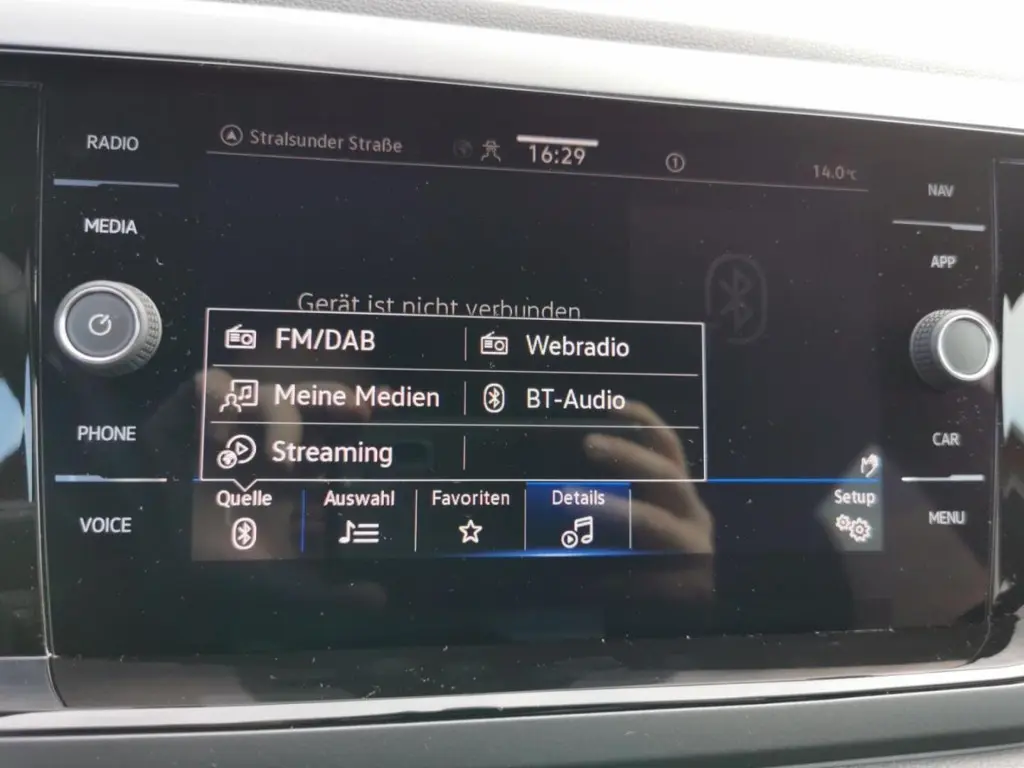 RADIO
MEDIA
PHONE
VOICE
Stralsunder Straße
16:29
1
14.0°C
Gerät ist nicht verbunden
FM/DAB
Webradio
Meine Medien
BT-Audio
Streaming
Quelle
Auswahl
Favoriten
Details
Setup
NAV
APP
CAR
MENU